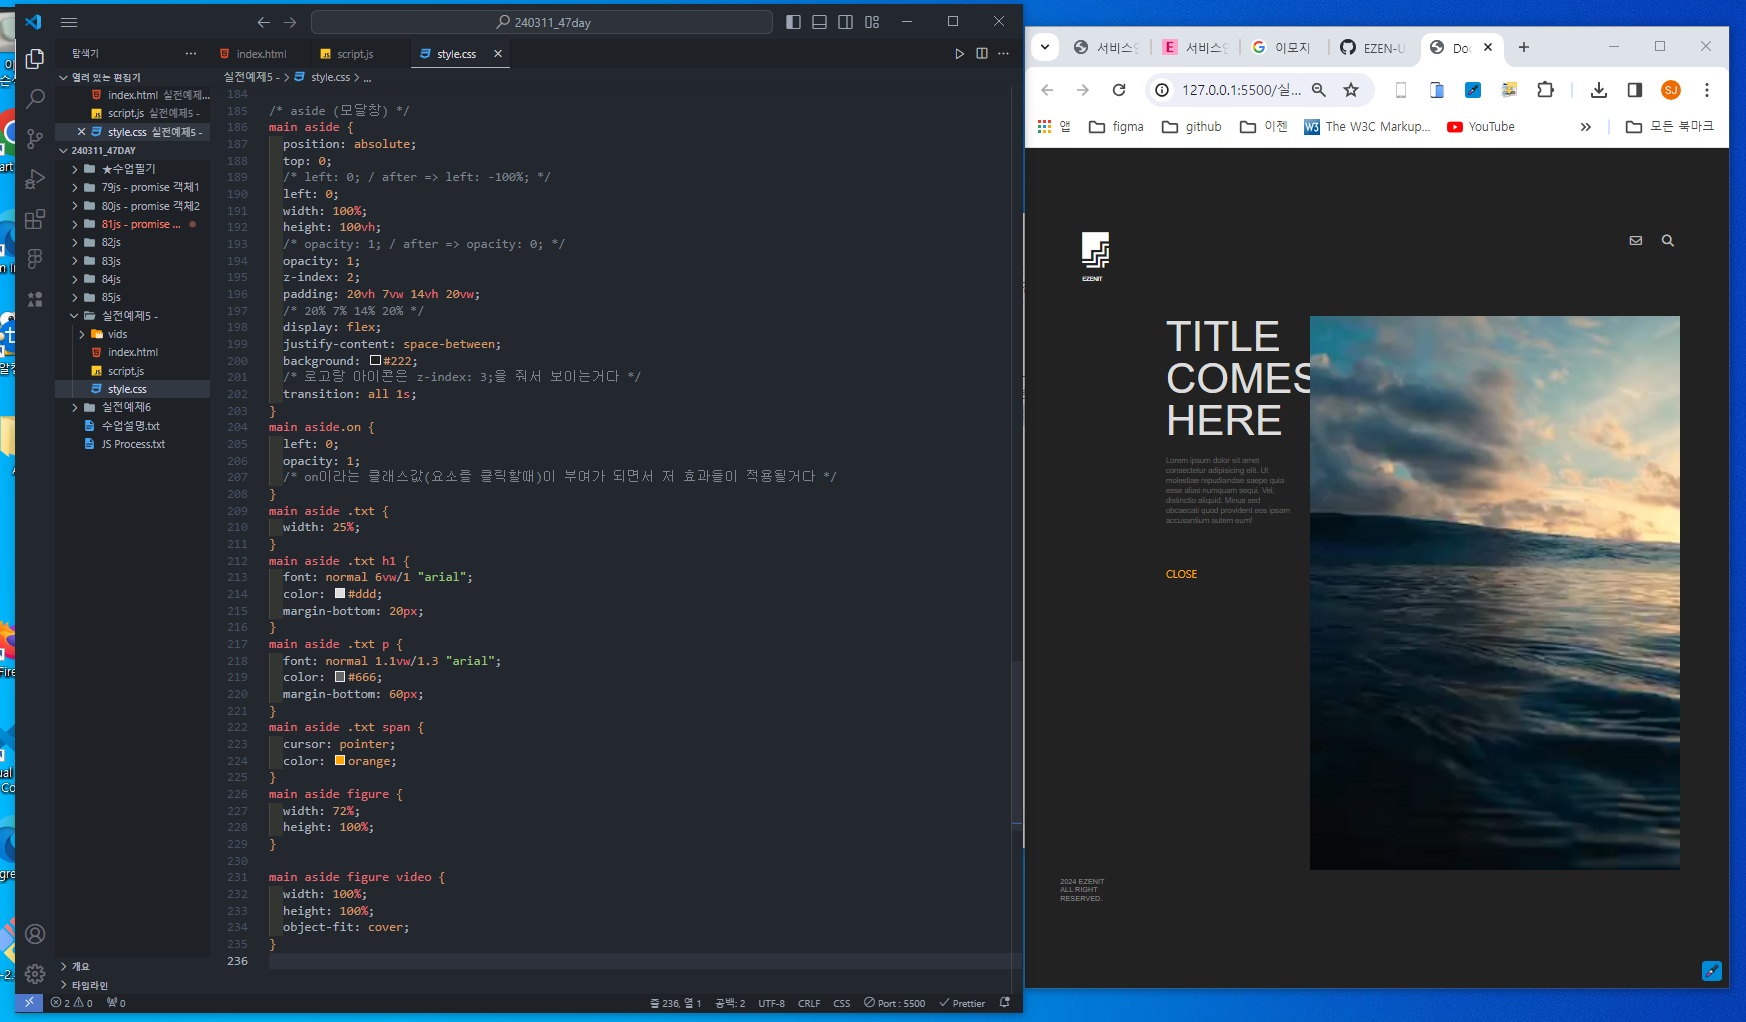 240311_47day
탐색기
index.html
script.js
style.css
열려 있는 편집기
실전예제5 - > style.css > ...
index.html 실전예제...
script.js 실전예제5 -
style.css 실전예제5 -
240311_47DAY
★수업필기
79js - promise 객체1
80js - promise 객체2
81js - promise ...
82js
83js
84js
85js
실전예제5 -
vids
index.html
script.js
style.css
실전예제6
수업설명.txt
JS Process.txt
개요
타임라인
184
185 /* aside (모달창) */
186 main aside {
187 position: absolute;
188 top: 0;
189 /* left: 0; / after => left: -100%; */
190 left: 0;
191 width: 100%;
192 height: 100vh;
193 /* opacity: 1; / after => opacity: 0; */
194 opacity: 1;
195 z-index: 2;
196 padding: 20vh 7vw 14vh 20vw;
197 /* 20% 7% 14% 20% */
198 display: flex;
199 justify-content: space-between;
200 background: #222;
201 /* 로고랑 아이콘은 z-index: 3;을 줘서 보이는거다 */
202 transition: all 1s;
203 }
204 main aside.on {
205 left: 0;
206 opacity: 1;
207 /* on이라는 클래스값(요소를 클릭할때)이 부여가 되면서 저 효과들이 적용될거다 */
208 }
209 main aside .txt {
210 width: 25%;
211 }
212 main aside .txt h1 {
213 font: normal 6vw/1 "arial";
214 color: #ddd;
215 margin-bottom: 20px;
216 }
217 main aside .txt p {
218 font: normal 1.1vw/1.3 "arial";
219 color: #666;
220 margin-bottom: 60px;
221 }
222 main aside .txt span {
223 cursor: pointer;
224 color: orange;
225 }
226 main aside figure {
227 width: 72%;
228 height: 100%;
229 }
230
231 main aside figure video {
232 width: 100%;
233 height: 100%;
234 object-fit: cover;
235 }
236
2 0 0
줄 236, 열 1
공백: 2
UTF-8
CRLF
CSS
Port : 5500
Prettier
이모지
EZEN-U
Doc
127.0.0.1:5500/실...
SJ
앱
figma
github
이젠
The W3C Markup...
YouTube
모든 북마크
EZENIT
TITLE
COMES
HERE
Lorem ipsum dolor sit amet
consectetur adipisicing elit. Ut
molestiae repudiandae saepe quia
esse alias numquam sequi. Vel,
distinctio aliquid. Minus sed
obcaecati quod provident eos ipsam
accusantium autem eum!
CLOSE
2024 EZENIT
ALL RIGHT
RESERVED.